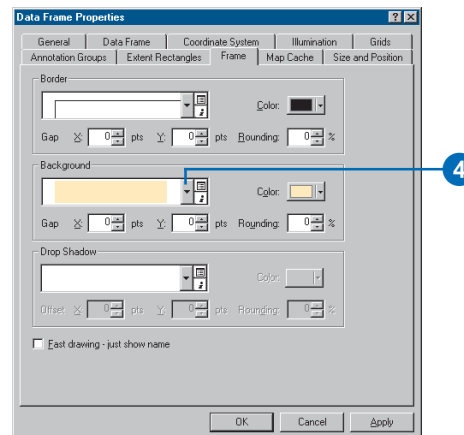 Data Frame Properties
General Data Frame Coordinate System Illumination Grids
Annotation Groups Extent Rectangles Frame Map Cache Size and Position
Border
Color:
Gap X: 0 pts Y: 0 pts Rounding: 0 %
Background
4
Color:
Gap X: 0 pts Y: 0 pts Rounding: 0 %
Drop Shadow
Color:
Offset X: 0 pts Y: 0 pts Rounding: 0 %
Fast drawing - just show name
OK Cancel Apply